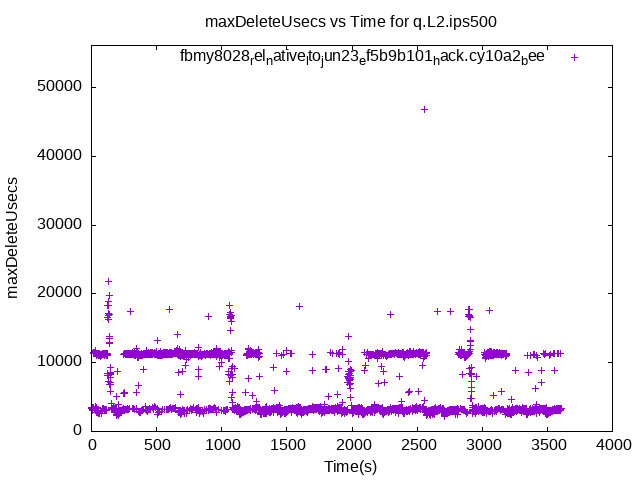 maxDeleteUsecs vs Time for q.L2.ips500
fbmy8028relnativeltojun23ef5b9b101hack.cy10a2bee
50000
40000
30000
20000
10000
0
maxDeleteUsecs
0 500 1000 1500 2000 2500 3000 3500 4000
Time(s)